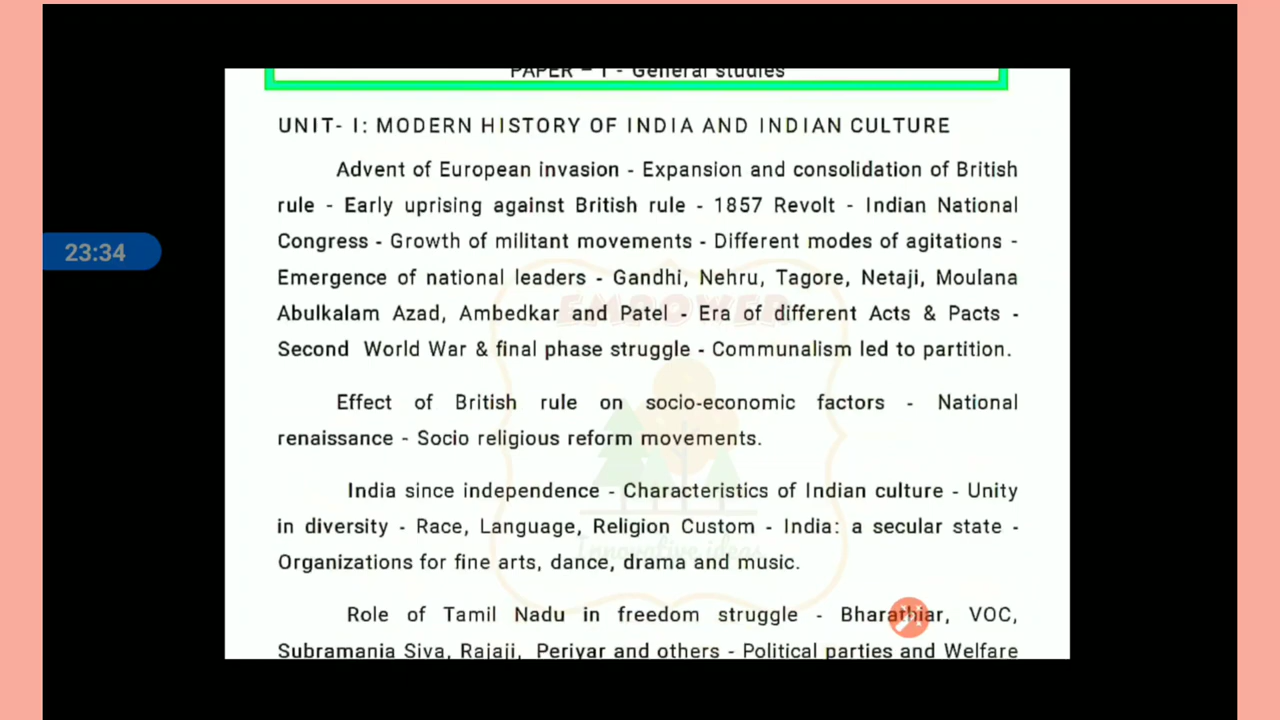 PAPER – 1 - General studies
UNIT- I: MODERN HISTORY OF INDIA AND INDIAN CULTURE
Advent of European invasion - Expansion and consolidation of British
rule - Early uprising against British rule - 1857 Revolt - Indian National
Congress - Growth of militant movements - Different modes of agitations -
23:34
Emergence of national leaders - Gandhi, Nehru, Tagore, Netaji, Moulana
EMPOWER
Abulkalam Azad, Ambedkar and Patel - Era of different Acts & Pacts -
Second World War & final phase struggle - Communalism led to partition.
Effect of British rule on socio-economic factors - National
renaissance - Socio religious reform movements.
India since independence - Characteristics of Indian culture - Unity
in diversity - Race, Language, Religion Custom - India: a secular state -
Innovative ideas
Organizations for fine arts, dance, drama and music.
Role of Tamil Nadu in freedom struggle - Bharathiar, VOC,
Subramania Siva, Rajaji, Periyar and others - Political parties and Welfare